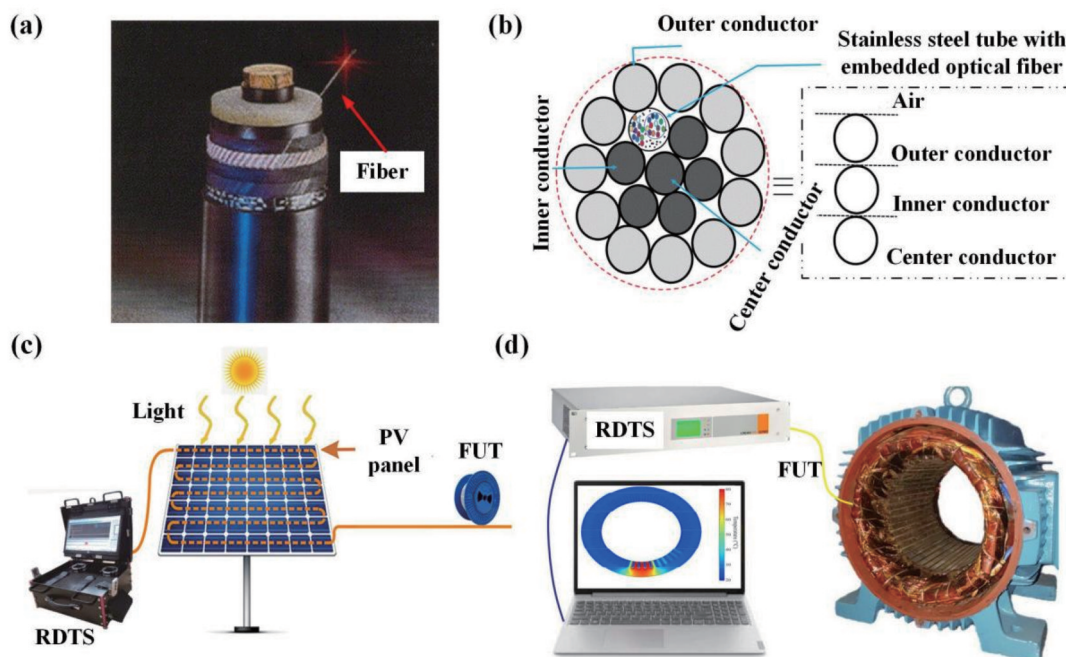 (a)
Fiber
(b)
Outer conductor
Stainless steel tube with
embedded optical fiber
Inner conductor
Center conductor
Air
Outer conductor
Inner conductor
Center conductor
(c)
Light
PV
panel
FUT
RDTS
(d)
RDTS
FUT